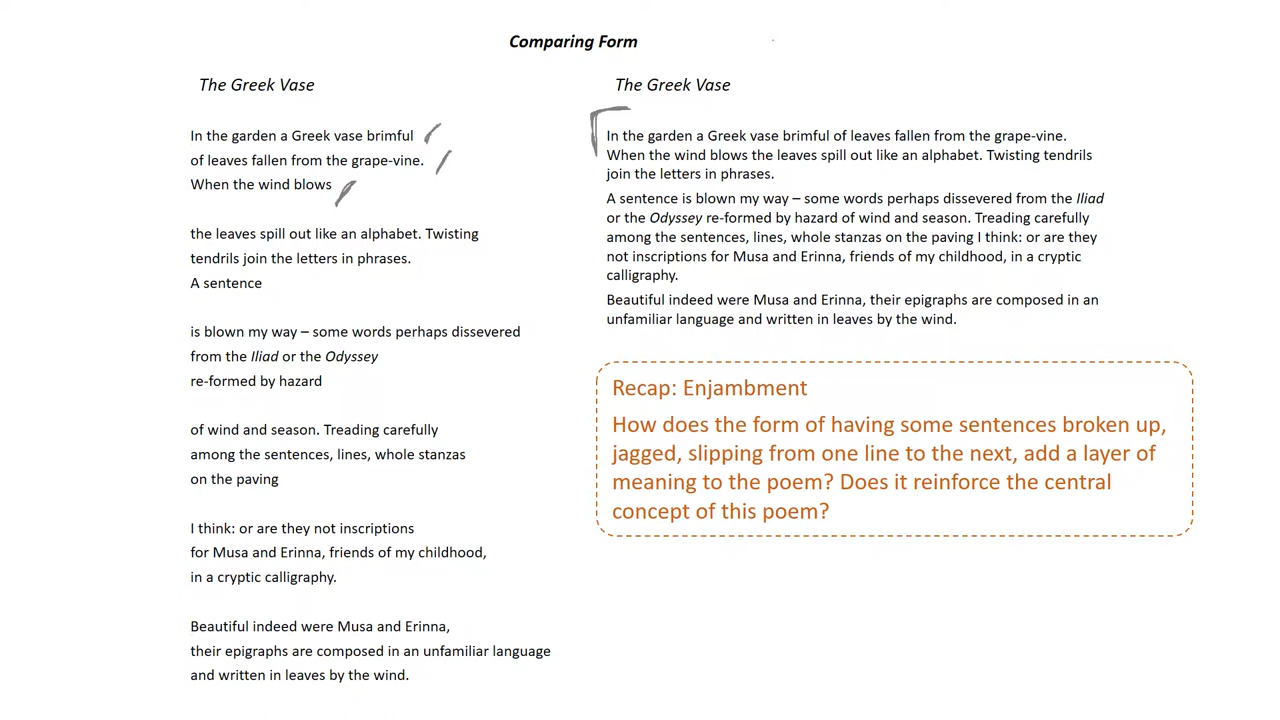 Comparing Form
The Greek Vase
In the garden a Greek vase brimful
of leaves fallen from the grape-vine.
When the wind blows
the leaves spill out like an alphabet. Twisting
tendrils join the letters in phrases.
A sentence
is blown my way – some words perhaps dissevered
from the Iliad or the Odyssey
re-formed by hazard
of wind and season. Treading carefully
among the sentences, lines, whole stanzas
on the paving
I think: or are they not inscriptions
for Musa and Erinna, friends of my childhood,
in a cryptic calligraphy.
Beautiful indeed were Musa and Erinna,
their epigraphs are composed in an unfamiliar language
and written in leaves by the wind.
The Greek Vase
In the garden a Greek vase brimful of leaves fallen from the grape-vine.
When the wind blows the leaves spill out like an alphabet. Twisting tendrils
join the letters in phrases.
A sentence is blown my way – some words perhaps dissevered from the Iliad
or the Odyssey re-formed by hazard of wind and season. Treading carefully
among the sentences, lines, whole stanzas on the paving I think: or are they
not inscriptions for Musa and Erinna, friends of my childhood, in a cryptic
calligraphy.
Beautiful indeed were Musa and Erinna, their epigraphs are composed in an
unfamiliar language and written in leaves by the wind.
Recap: Enjambment
How does the form of having some sentences broken up,
jagged, slipping from one line to the next, add a layer of
meaning to the poem? Does it reinforce the central
concept of this poem?